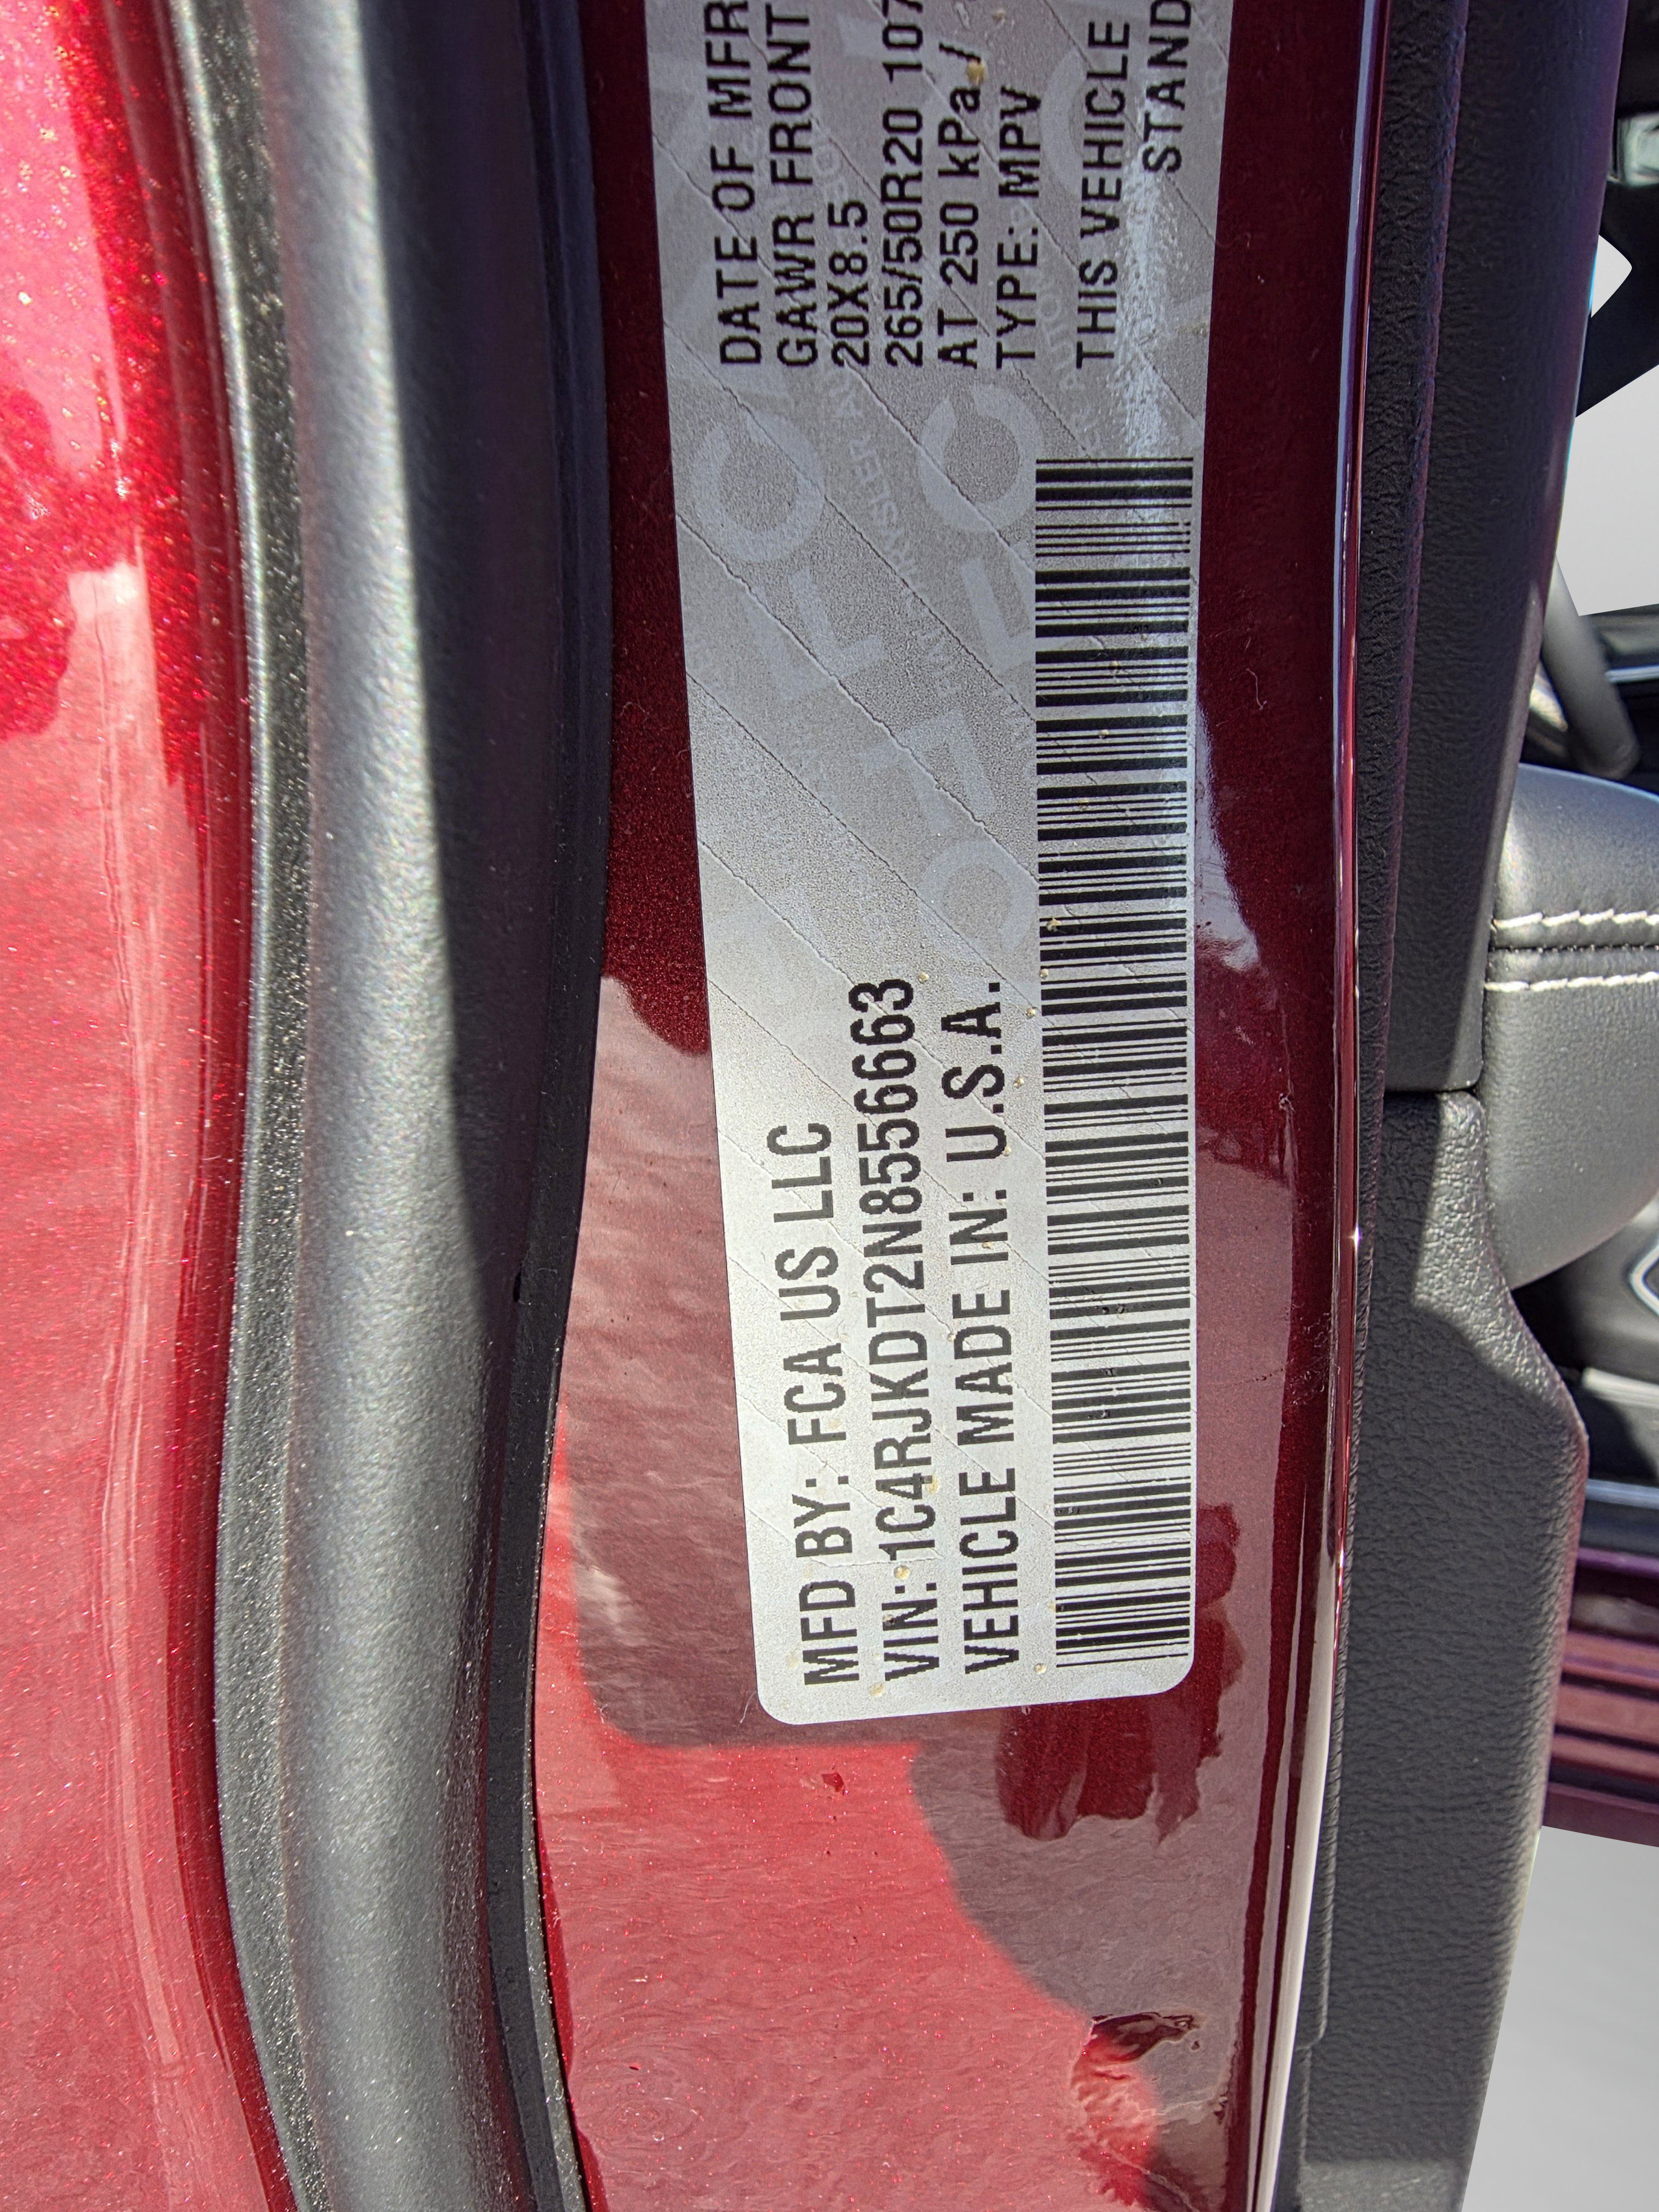 MFD BY: FCA US LLC
VIN: 1C4RJKDT2N8556663
VEHICLE MADE IN: U.S.A.
DATE OF MFR
GAWR FRONT
20X8.5
265/50R20 107
AT 250 kPa /
TYPE: MPV
THIS VEHICLE
STAND